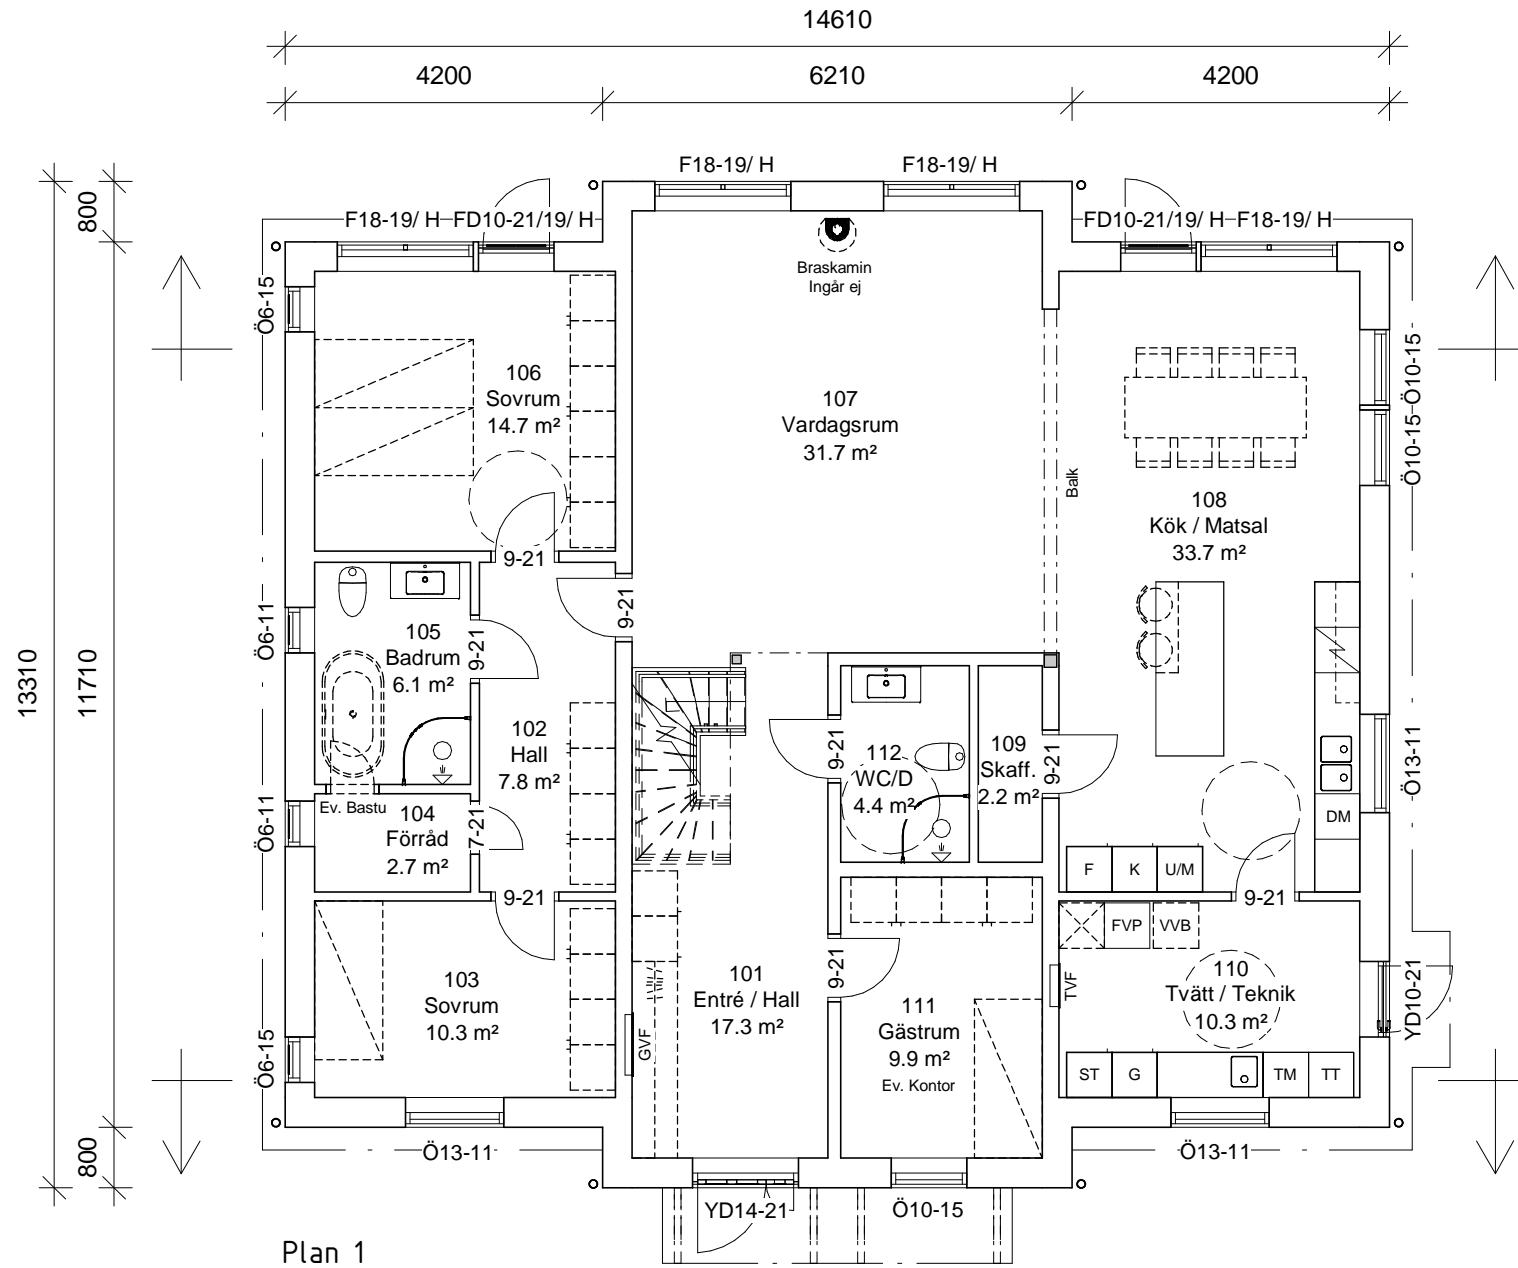 14610
4200
6210
4200
F18-19/ H
F18-19/ H
800
F18-19/ H
FD10-21/19/ H
FD10-21/19/ H
F18-19/ H
Braskamin
Ingår ej
Ö6-15
Ö10-15
106
Sovrum
14.7 m²
107
Vardagsrum
31.7 m²
Ö10-15
Balk
108
Kök / Matsal
33.7 m²
9-21
9-21
Ö6-11
105
Badrum
6.1 m²
9-21
13310
11710
102
Hall
7.8 m²
9-21
112
WC/D
4.4 m²
109
Skaff.
2.2 m²
9-21
Ö13-11
Ev. Bastu
Ö6-11
104
Förråd
2.7 m²
7-21
DM
F
K
U/M
9-21
9-21
FVP
VVB
103
Sovrum
10.3 m²
101
Entré / Hall
17.3 m²
9-21
TVF
110
Tvätt / Teknik
10.3 m²
YD10-21
GVF
111
Gästrum
9.9 m²
Ev. Kontor
Ö6-15
ST
G
TM
TT
800
Ö13-11
Ö13-11
YD14-21
Ö10-15
Plan 1